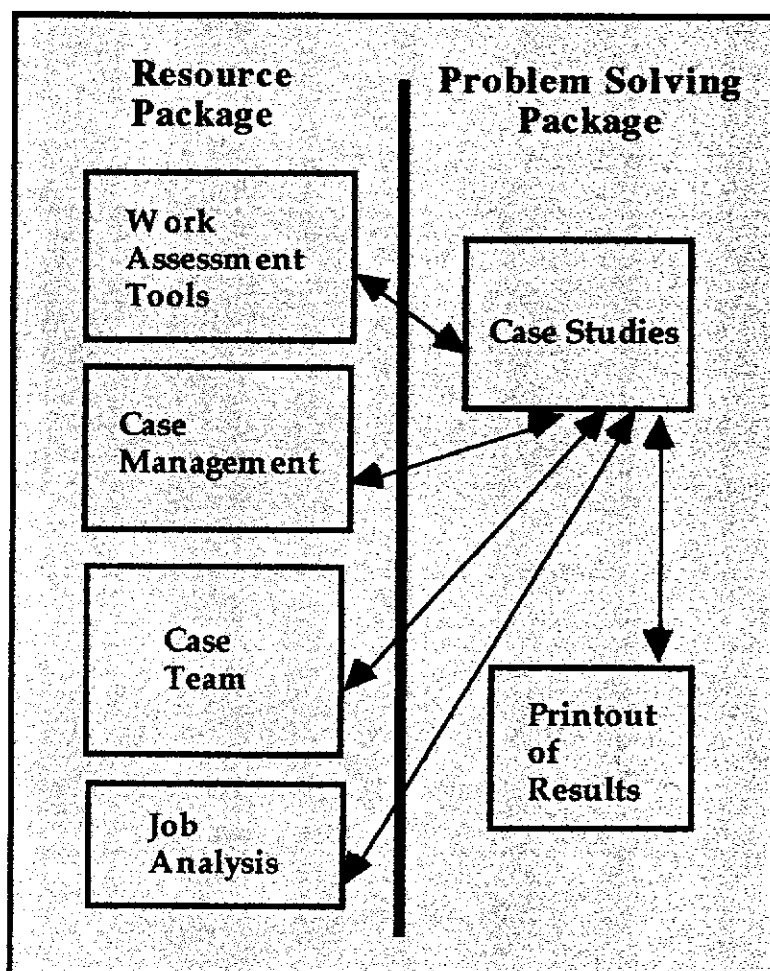 Resource
Package
Work
Assessment
Tools
Case
Management
Case
Team
Job
Analysis
Problem Solving
Package
Case Studies
Printout
of
Results